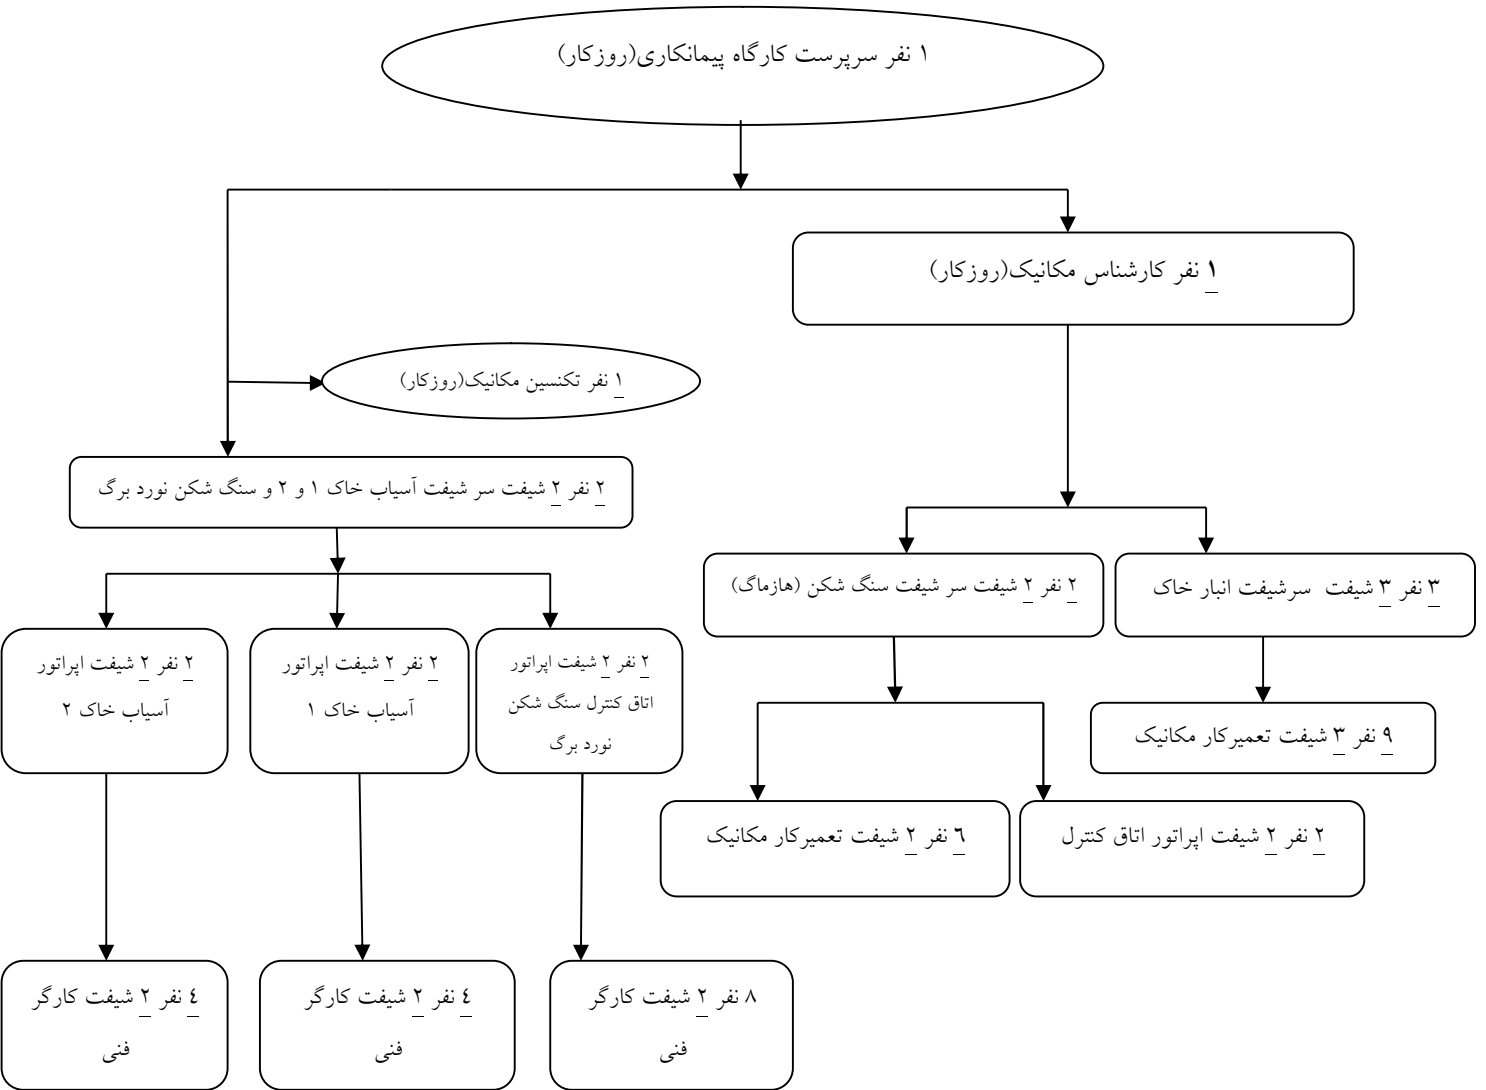 ۱ نفر سرپرست کارگاه پیمانکاری(روزکار)
۱ نفر کارشناس مکانیک(روزکار)
۱ نفر تکنسین مکانیک(روزکار)
۲ نفر ۲ شیفت سر شیفت آسیاب خاک ۱ و ۲ و سنگ شکن نورد برگ
۳ نفر ۳ شیفت سرشیفت انبار خاک
۲ نفر ۲ شیفت سر شیفت سنگ شکن (هازماگ)
۲ نفر ۲ شیفت اپراتور
اتاق کنترل سنگ شکن
نورد برگ
۲ نفر ۲ شیفت اپراتور
آسیاب خاک ۱
۲ نفر ۲ شیفت اپراتور
آسیاب خاک ۲
۹ نفر ۳ شیفت تعمیرکار مکانیک
۲ نفر ۲ شیفت اپراتور اتاق کنترل
٦ نفر ۲ شیفت تعمیرکار مکانیک
۸ نفر ۲ شیفت کارگر
فنی
٤ نفر ۲ شیفت کارگر
فنی
٤ نفر ۲ شیفت کارگر
فنی